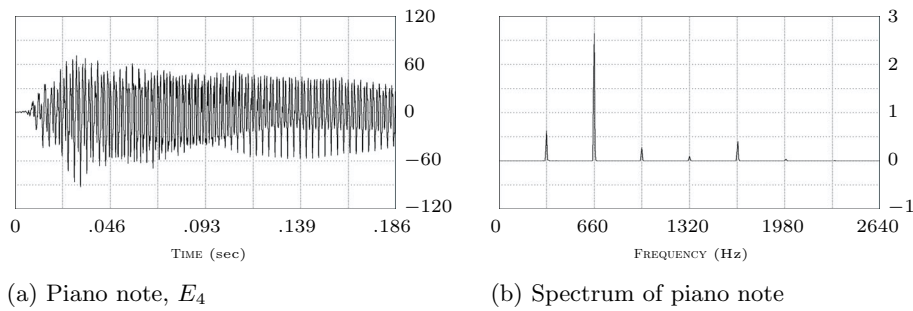 120
60
0
−60
−120
0 .046 .093 .139 .186
TIME (sec)
(a) Piano note, E4
3
2
1
0
−1
0 660 1320 1980 2640
FREQUENCY (Hz)
(b) Spectrum of piano note